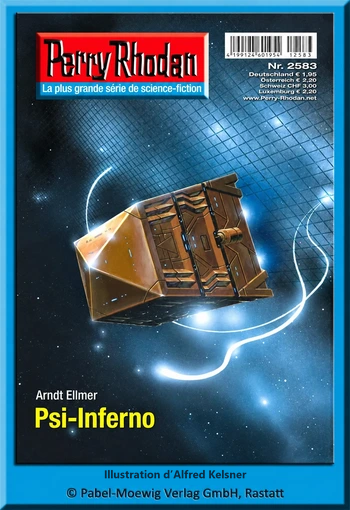 Perry Rhodan
La plus grande série de science-fiction
4199124601954 12583
Nr. 2583
Deutschland € 1,95
Österreich € 2,20
Schweiz CHF 3,00
Luxemburg € 2,20
www.Perry-Rhodan.net
Arndt Ellmer
Psi-Inferno
Illustration d'Alfred Kelsner
© Pabel-Moewig Verlag GmbH, Rastatt